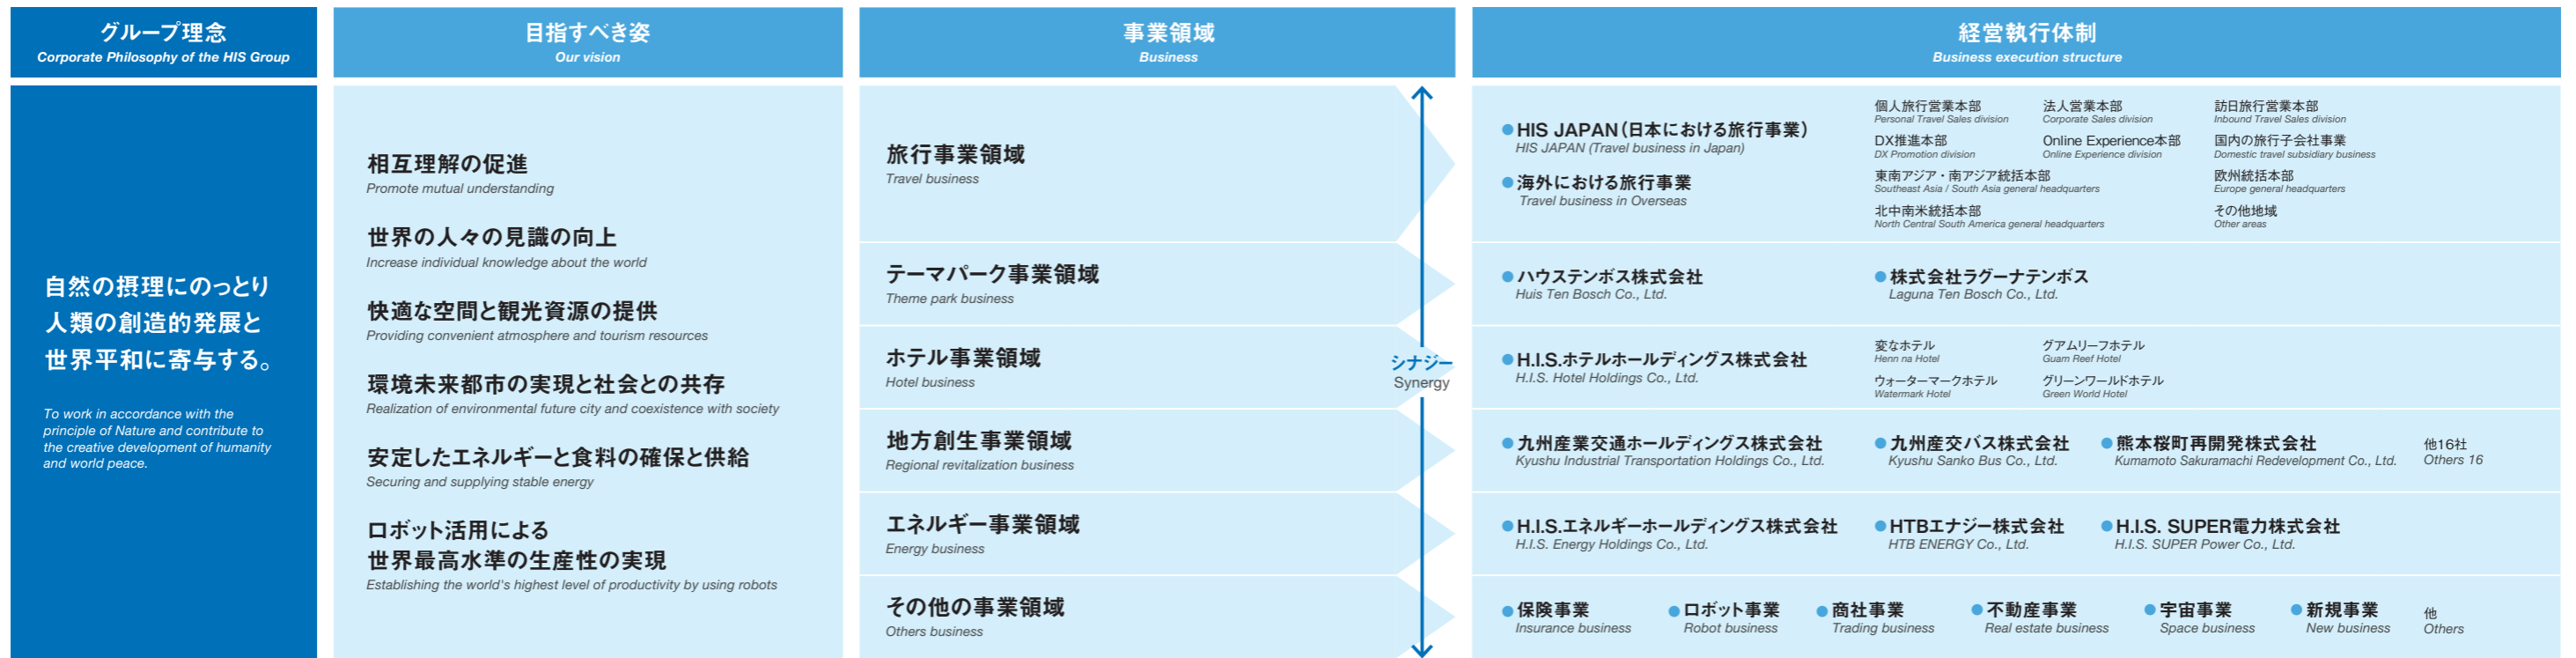 グループ理念
Corporate Philosophy of the HIS Group
自然の摂理にのっとり
人類の創造的発展と
世界平和に寄与する。
To work in accordance with the
principle of Nature and contribute to
the creative development of humanity
and world peace.
目指すべき姿
Our vision
相互理解の促進
Promote mutual understanding
世界の人々の見識の向上
Increase individual knowledge about the world
快適な空間と観光資源の提供
Providing convenient atmosphere and tourism resources
環境未来都市の実現と社会との共存
Realization of environmental future city and coexistence with society
安定したエネルギーと食料の確保と供給
Securing and supplying stable energy
ロボット活用による
世界最高水準の生産性の実現
Establishing the world's highest level of productivity by using robots
事業領域
Business
旅行事業領域
Travel business
テーマパーク事業領域
Theme park business
ホテル事業領域
Hotel business
地方創生事業領域
Regional revitalization business
エネルギー事業領域
Energy business
その他の事業領域
Others business
シナジー
Synergy
経営執行体制
Business execution structure
●HIS JAPAN（日本における旅行事業）
HIS JAPAN (Travel business in Japan)
●海外における旅行事業
Travel business in Overseas
個人旅行営業本部 法人営業本部 訪日旅行営業本部
Personal Travel Sales division Corporate Sales division Inbound Travel Sales division
DX推進本部 Online Experience本部 国内の旅行子会社事業
DX Promotion division Online Experience division Domestic travel subsidiary business
東南アジア・南アジア統括本部 欧州統括本部
Southeast Asia / South Asia general headquarters Europe general headquarters
北中南米統括本部 その他地域
North Central South America general headquarters Other areas
●ハウステンボス株式会社 ●株式会社ラグーナテンボス
Huis Ten Bosch Co., Ltd. Laguna Ten Bosch Co., Ltd.
●H.I.S.ホテルホールディングス株式会社
H.I.S. Hotel Holdings Co., Ltd.
変なホテル グアムリーフホテル
Henn na Hotel Guam Reef Hotel
ウォーターマークホテル グリーンワールドホテル
Watermark Hotel Green World Hotel
●九州産業交通ホールディングス株式会社 ●九州産交バス株式会社 ●熊本桜町再開発株式会社 他16社
Kyushu Industrial Transportation Holdings Co., Ltd. Kyushu Sanko Bus Co., Ltd. Kumamoto Sakuramachi Redevelopment Co., Ltd. Others 16
●H.I.S.エネルギーホールディングス株式会社 ●HTBエナジー株式会社 ●H.I.S. SUPER電力株式会社
H.I.S. Energy Holdings Co., Ltd. HTB ENERGY Co., Ltd. H.I.S. SUPER Power Co., Ltd.
●保険事業 ●ロボット事業 ●商社事業 ●不動産事業 ●宇宙事業 ●新規事業 他
Insurance business Robot business Trading business Real estate business Space business New business Others